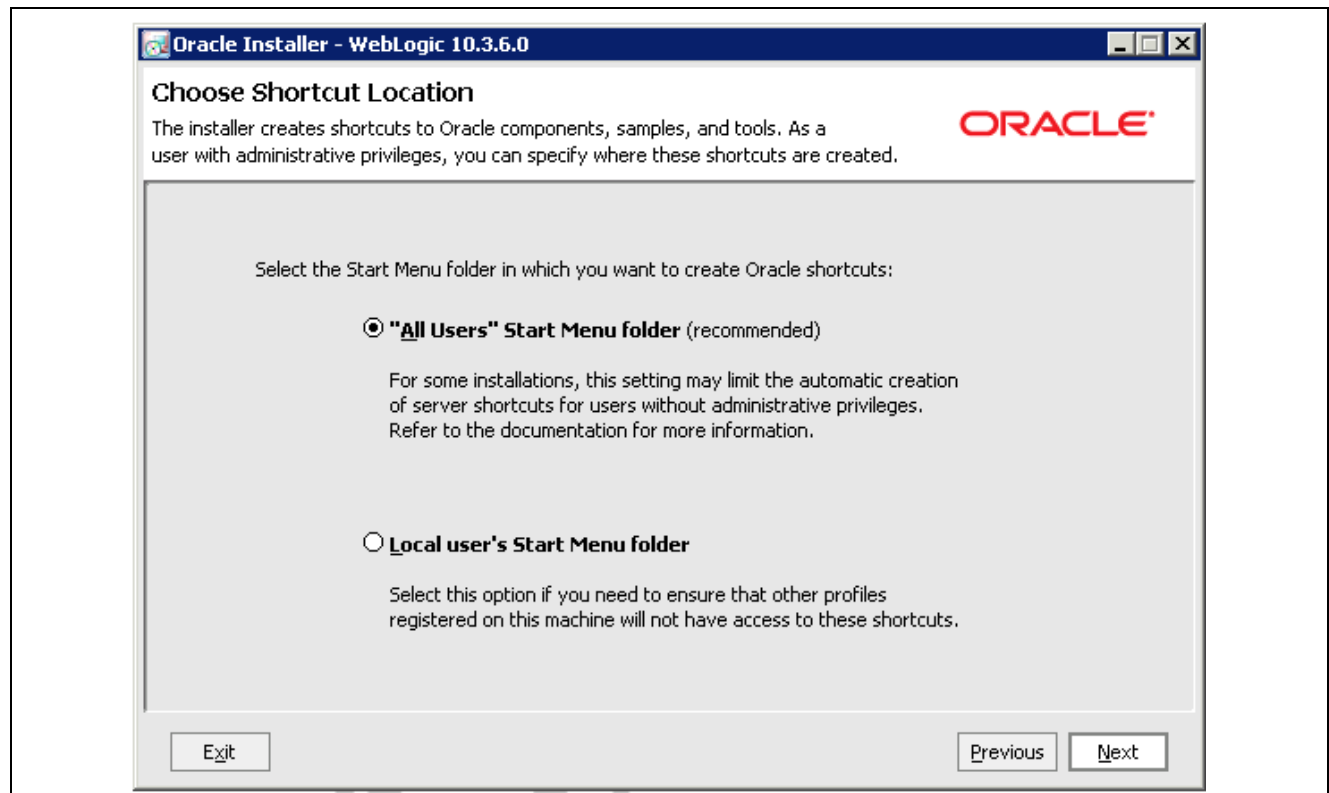 Oracle Installer - WebLogic 10.3.6.0
Choose Shortcut Location
The installer creates shortcuts to Oracle components, samples, and tools. As a
user with administrative privileges, you can specify where these shortcuts are created.
ORACLE
Select the Start Menu folder in which you want to create Oracle shortcuts:
"All Users" Start Menu folder (recommended)
For some installations, this setting may limit the automatic creation
of server shortcuts for users without administrative privileges.
Refer to the documentation for more information.
Local user's Start Menu folder
Select this option if you need to ensure that other profiles
registered on this machine will not have access to these shortcuts.
Exit
Previous
Next